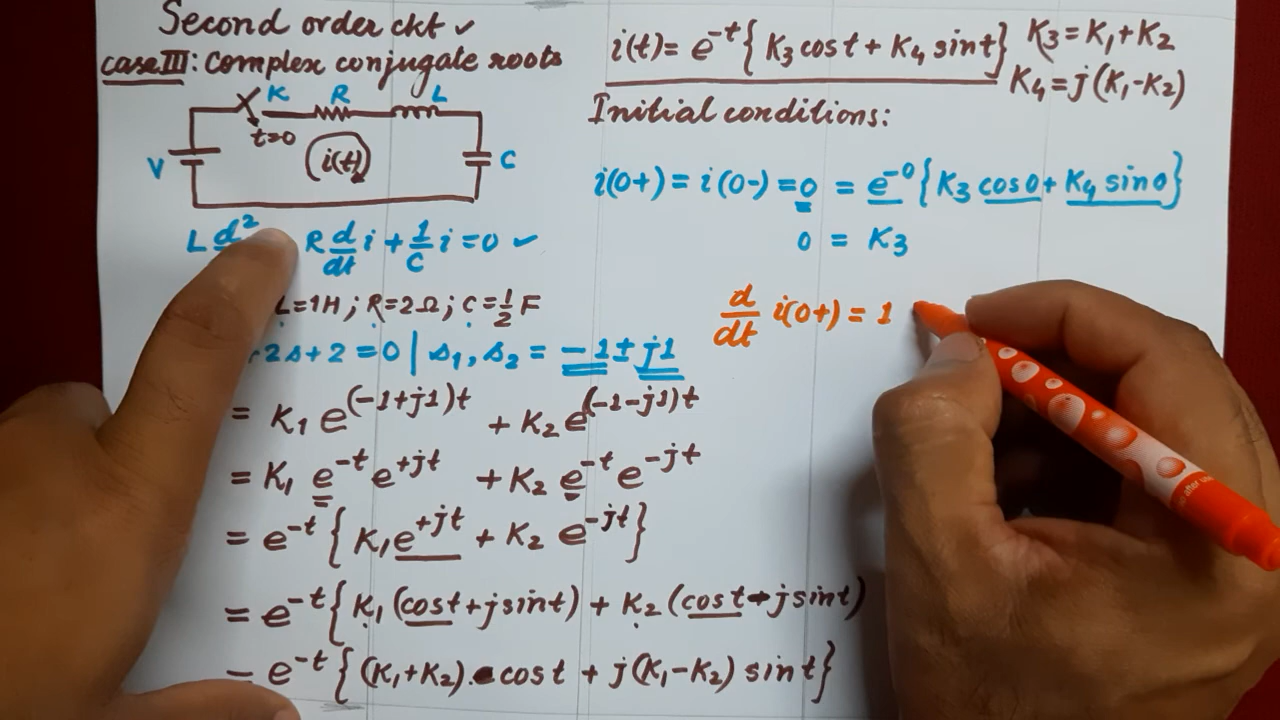 Second order ckt ✓
case III: Complex conjugate roots
K R L
t=0
i(t)
V C
L d² R d/dt i + 1/C i = 0 ✓
L=1H ; R=2Ω ; C=½F
2s+2=0 | s₁, s₂ = -1±j1
= K₁ e^(-1+j1)t + K₂ e^(-1-j1)t
= K₁ e^-t e^+jt + K₂ e^-t e^-jt
= e^-t { K₁ e^+jt + K₂ e^-jt }
= e^-t { K₁ (cost+jsint) + K₂ (cost-jsint)
= e^-t { (K₁+K₂). cost + j(K₁-K₂) sint }
i(t)= e^-t { K₃ cost + K₄ sint } K₃=K₁+K₂
K₄=j(K₁-K₂)
Initial conditions:
i(0+) = i(0-) = 0 = e^-0 { K₃ cos0 + K₄ sin0 }
0 = K₃
d/dt i(0+) = 1